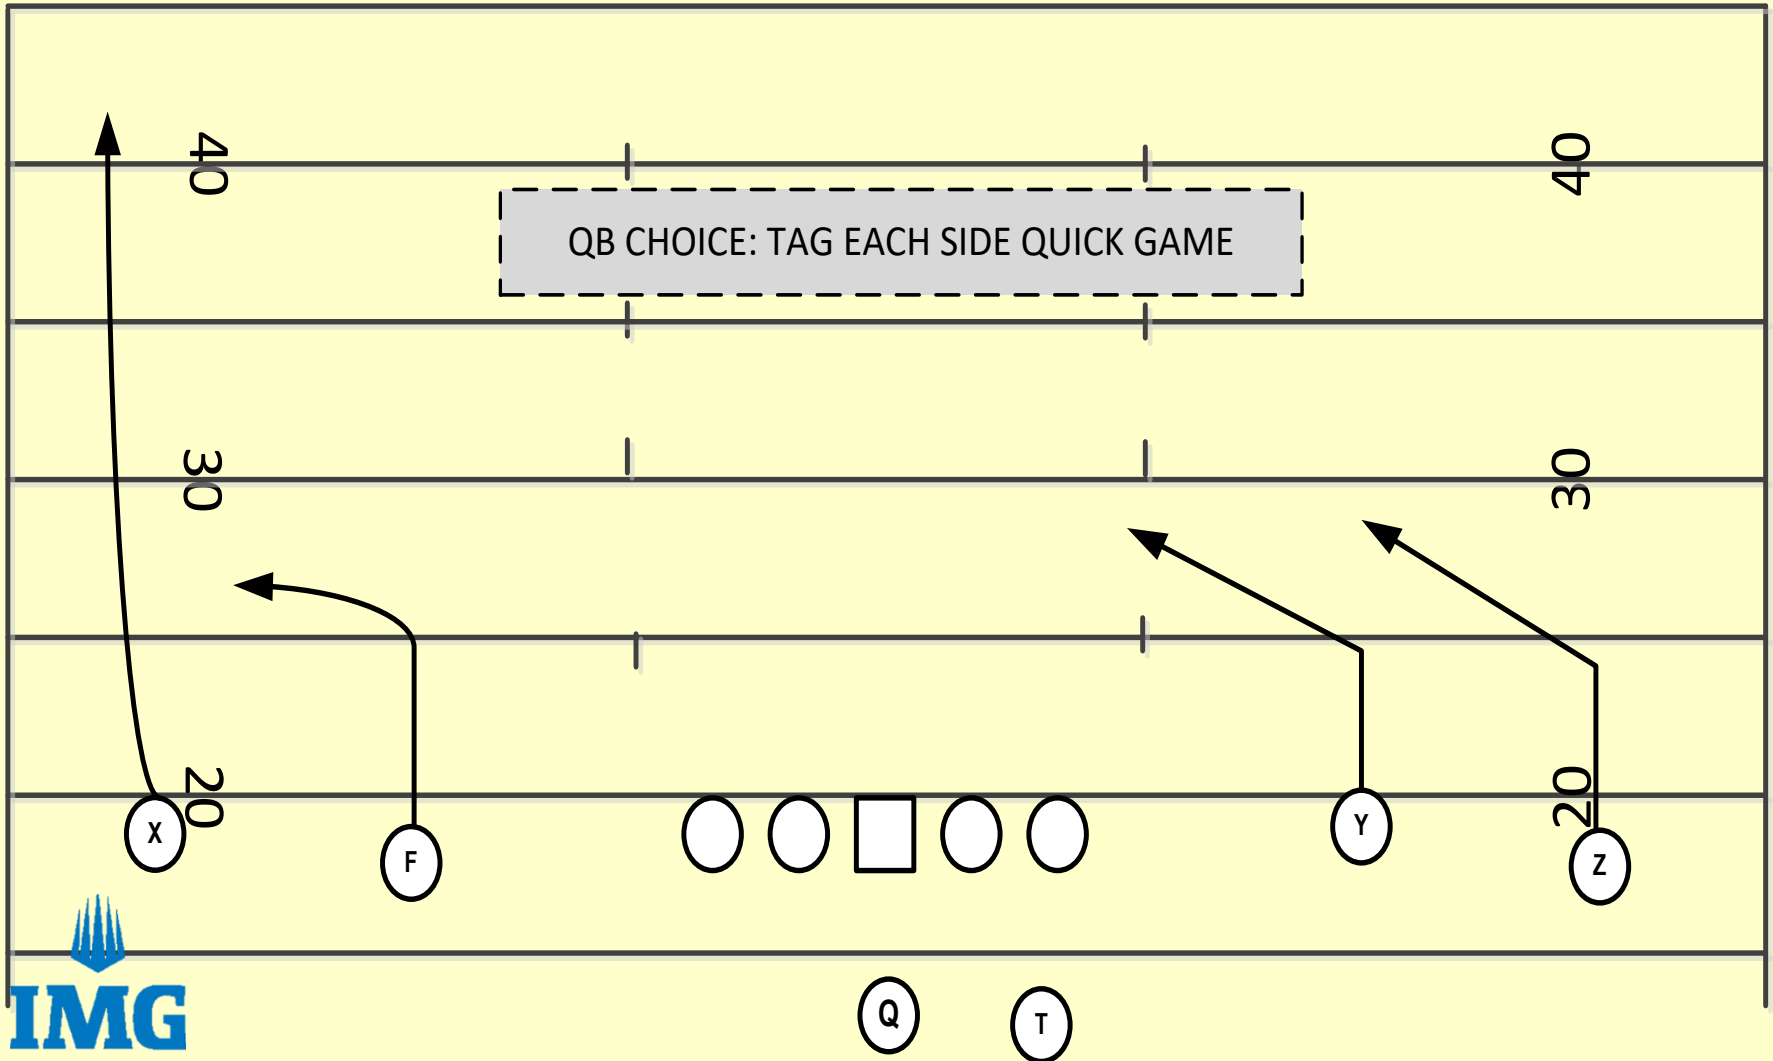 40 40
QB CHOICE: TAG EACH SIDE QUICK GAME
30 30
20 20
X F Y Z
IMG
Q T